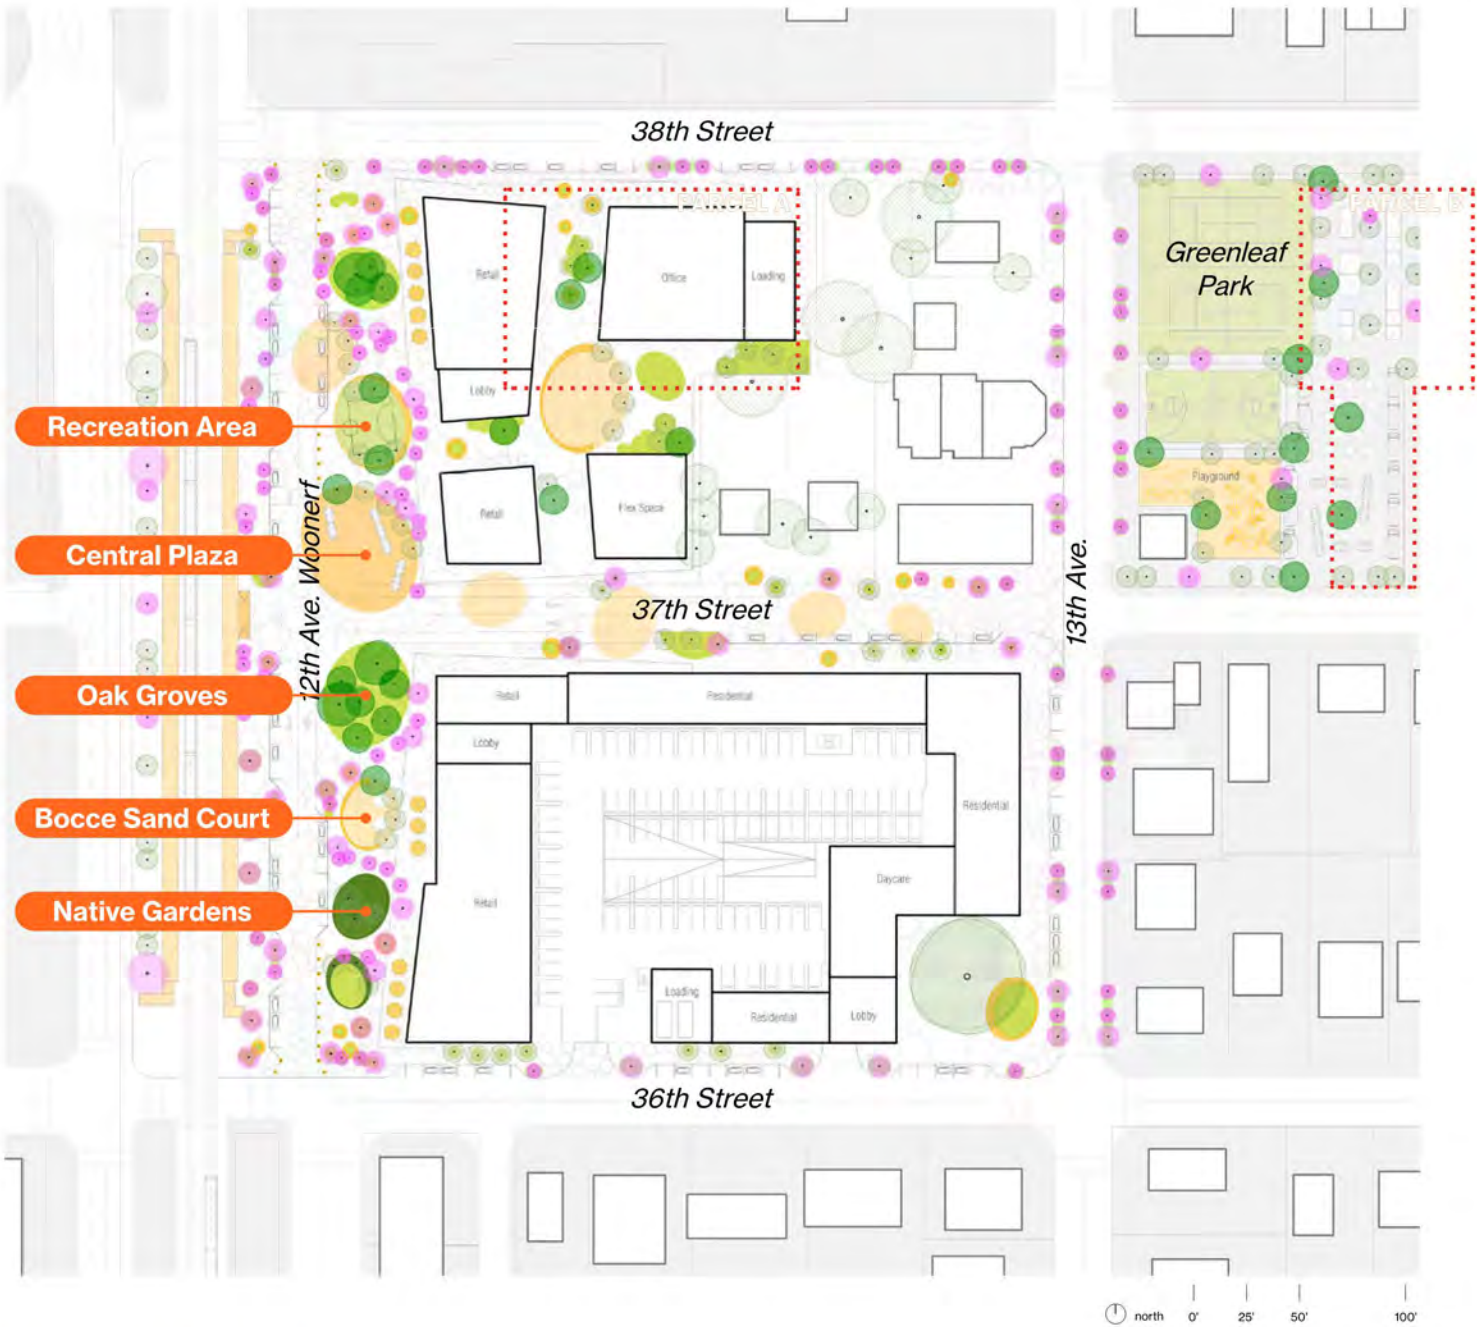 38th Street
PARCEL A
PARCEL B
Greenleaf
Park
Retail
Office
Loading
Lobby
Recreation Area
Playground
Retail
Flex Space
12th Ave. Woonerf
Central Plaza
13th Ave.
37th Street
Oak Groves
Retail
Residential
Lobby
Residential
Bocce Sand Court
Daycare
Native Gardens
Retail
Loading
Residential
Lobby
36th Street
north 0' 25' 50' 100'